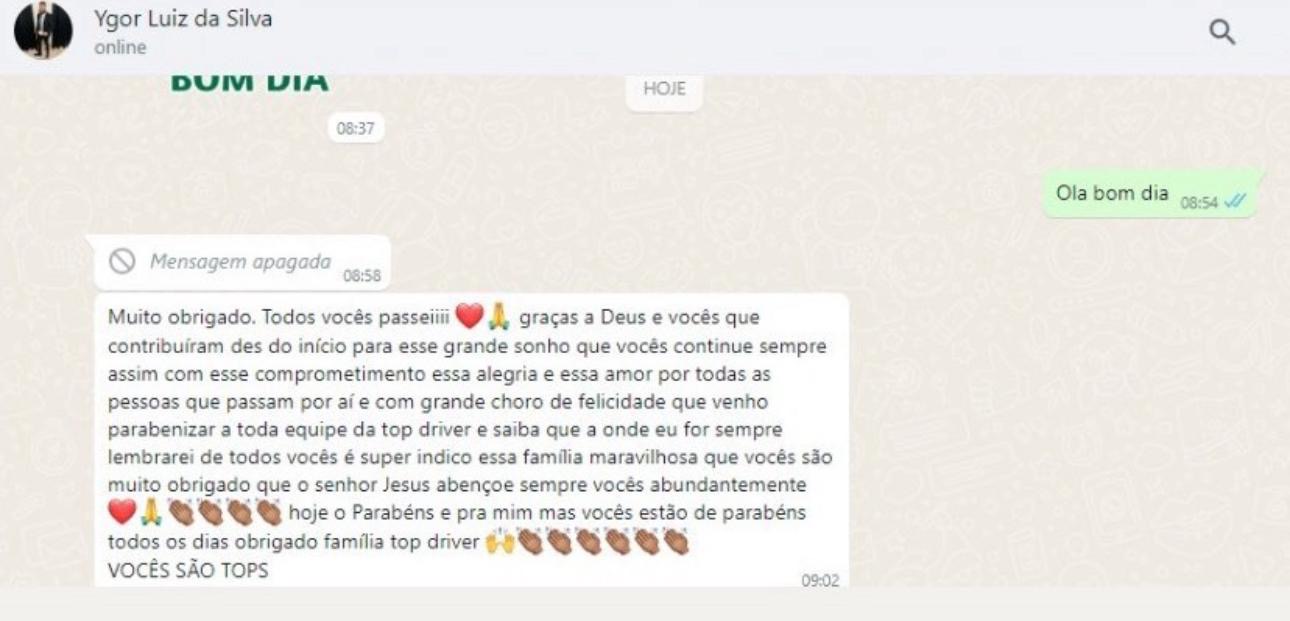 Ygor Luiz da Silva
online
BOM DIA
HOJE
08:37
Ola bom dia 08:54
Mensagem apagada 08:58
Muito obrigado. Todos vocês passeiiii ❤️🙏 graças a Deus e vocês que
contribuíram des do início para esse grande sonho que vocês continue sempre
assim com esse comprometimento essa alegria e essa amor por todas as
pessoas que passam por aí e com grande choro de felicidade que venho
parabenizar a toda equipe da top driver e saiba que a onde eu for sempre
lembrarei de todos vocês é super indico essa família maravilhosa que vocês são
muito obrigado que o senhor Jesus abençoe sempre vocês abundantemente
❤️🙏👏🏾👏🏾👏🏾👏🏾 hoje o Parabéns e pra mim mas vocês estão de parabéns
todos os dias obrigado família top driver 🙌👏🏾👏🏾👏🏾👏🏾👏🏾👏🏾
VOCÊS SÃO TOPS
09:02